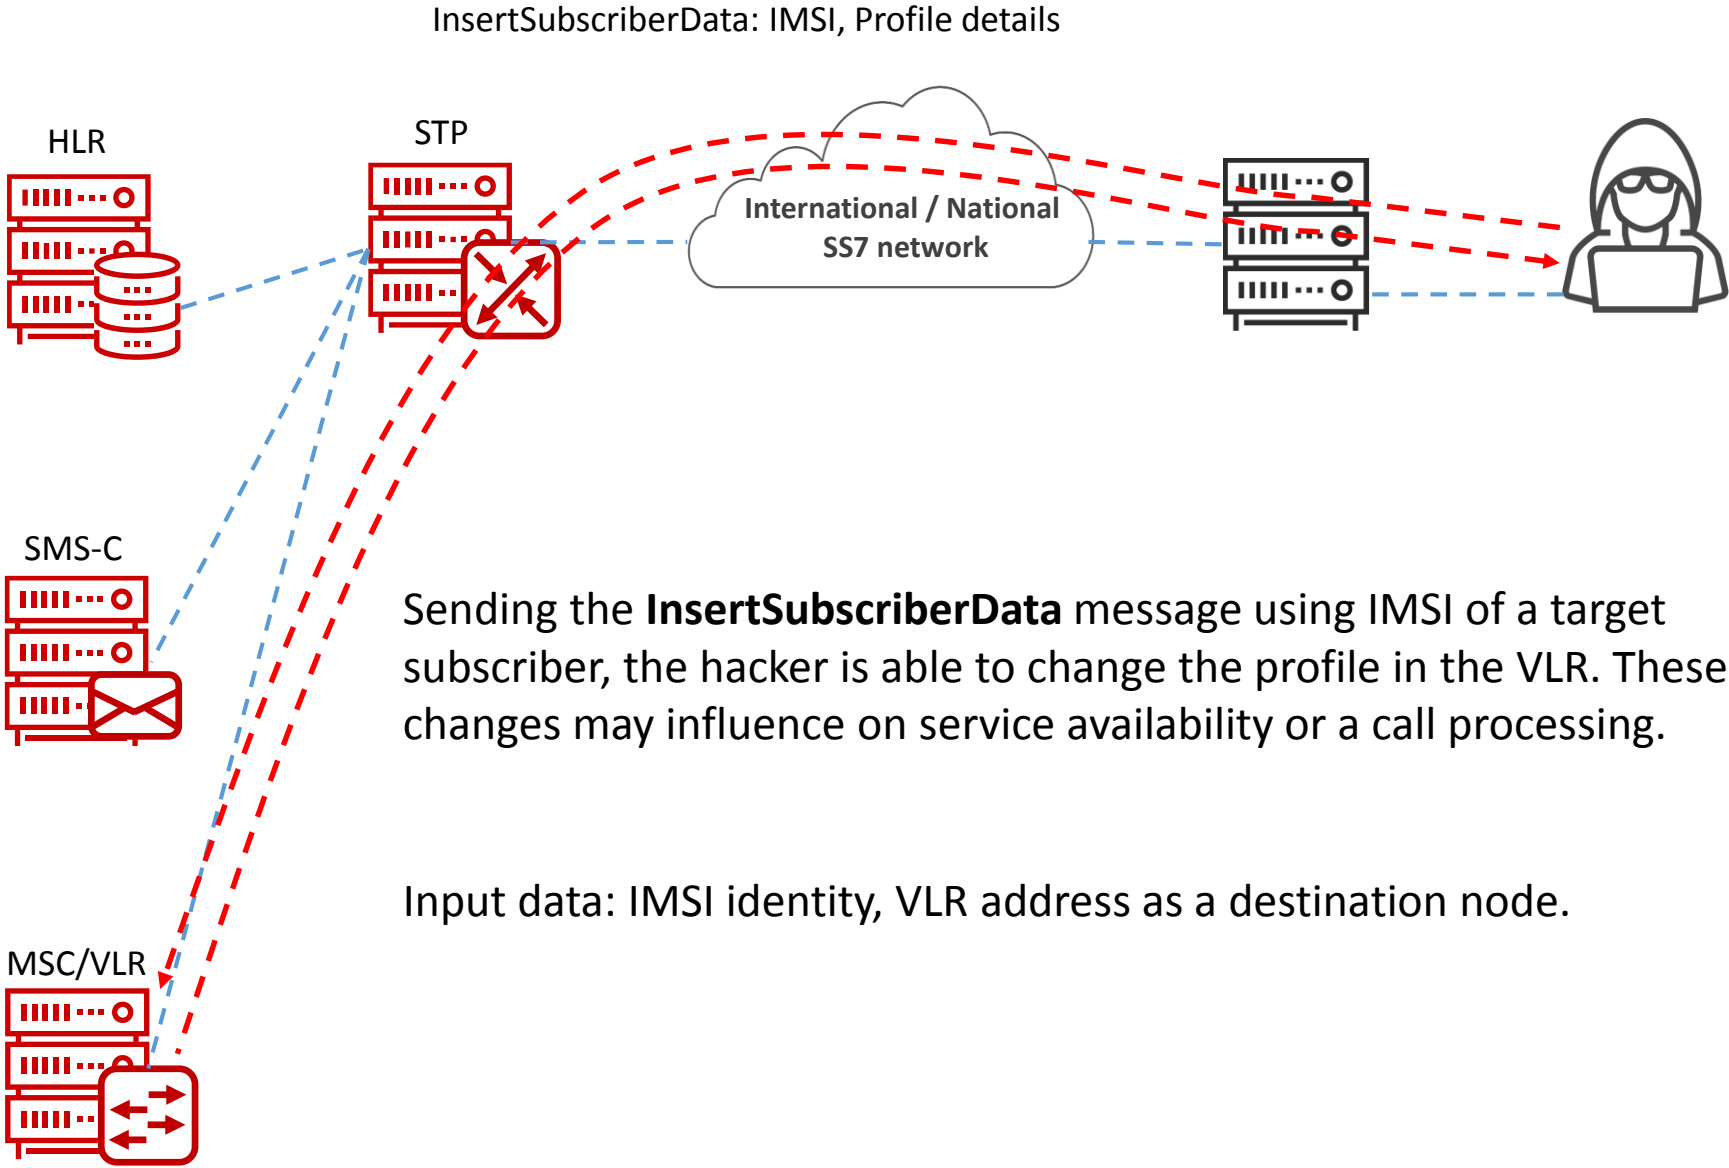 InsertSubscriberData: IMSI, Profile details
HLR
STP
International / National
SS7 network
SMS-C
Sending the InsertSubscriberData message using IMSI of a target
subscriber, the hacker is able to change the profile in the VLR. These
changes may influence on service availability or a call processing.
Input data: IMSI identity, VLR address as a destination node.
MSC/VLR